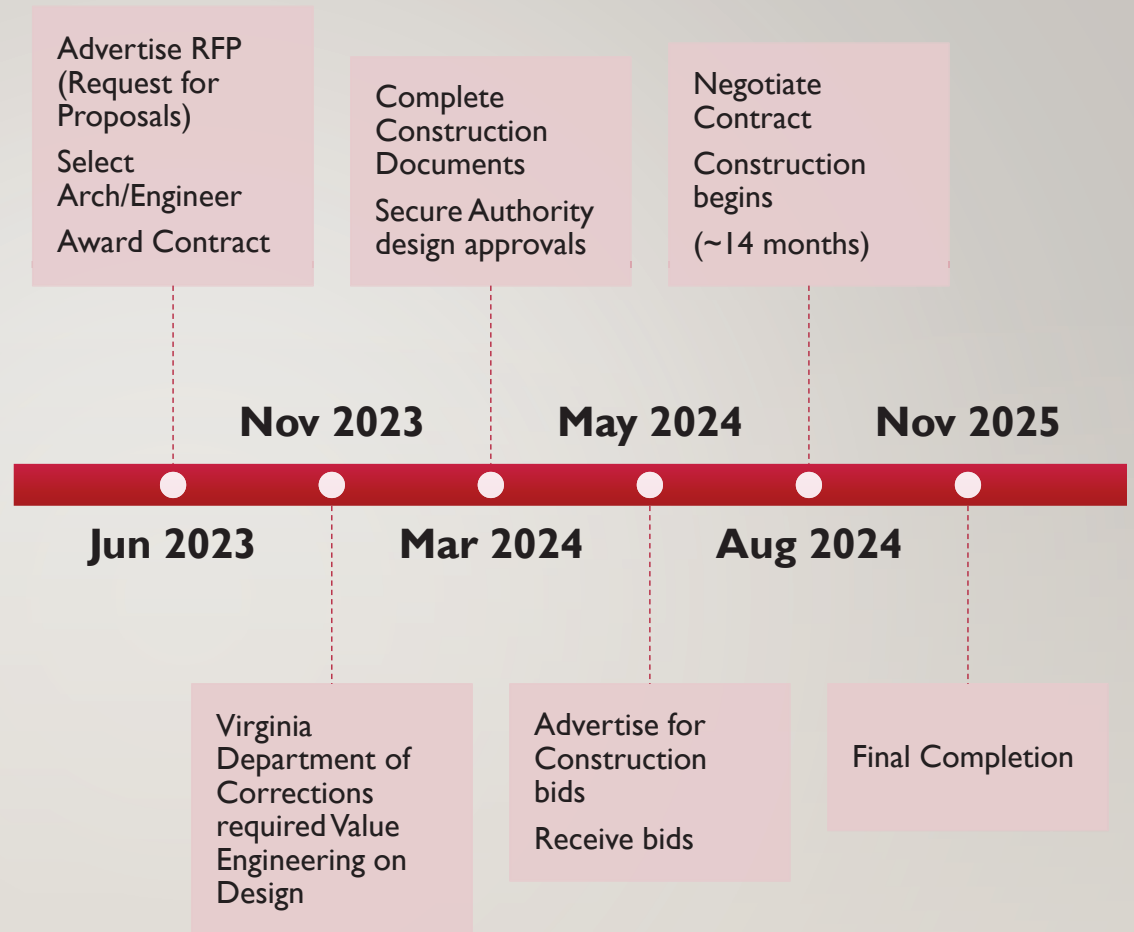 Advertise RFP
(Request for
Proposals)
Select
Arch/Engineer
Award Contract
Complete
Construction
Documents
Secure Authority
design approvals
Negotiate
Contract
Construction
begins
(~14 months)
Nov 2023
May 2024
Nov 2025
Jun 2023
Mar 2024
Aug 2024
Virginia
Department of
Corrections
required Value
Engineering on
Design
Advertise for
Construction
bids
Receive bids
Final Completion